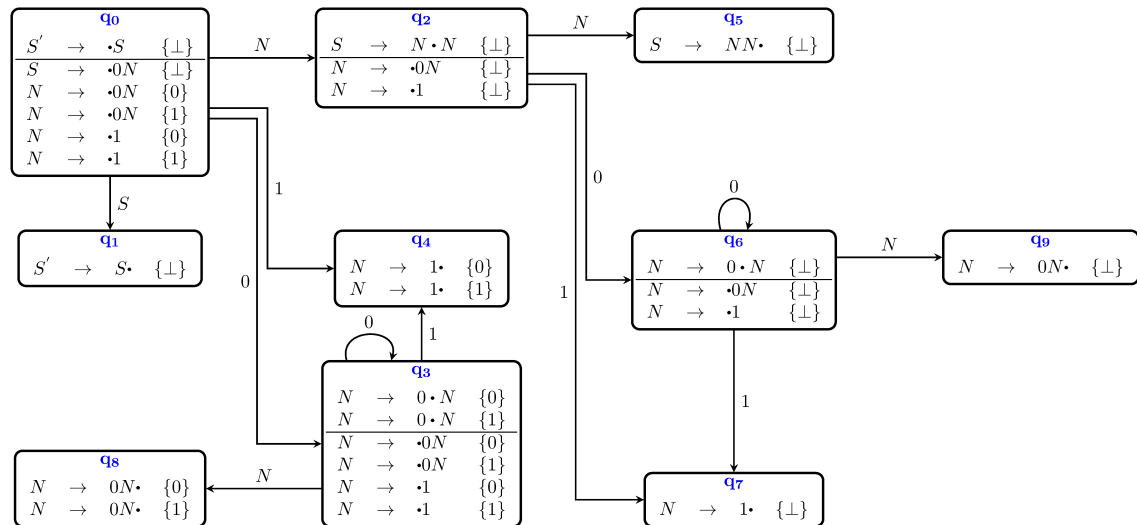 q0
S′ → •S {⊥}
S → •0N {⊥}
N → •0N {0}
N → •0N {1}
N → •1 {0}
N → •1 {1}
N
q2
S → N • N {⊥}
N → •0N {⊥}
N → •1 {⊥}
N
q5
S → NN• {⊥}
S
1
0
0
1
q1
S′ → S• {⊥}
q4
N → 1• {0}
N → 1• {1}
0
q6
N → 0 • N {⊥}
N → •0N {⊥}
N → •1 {⊥}
N
q9
N → 0N• {⊥}
0
1
q3
N → 0 • N {0}
N → 0 • N {1}
N → •0N {0}
N → •0N {1}
N → •1 {0}
N → •1 {1}
1
N
q8
N → 0N• {0}
N → 0N• {1}
q7
N → 1• {⊥}